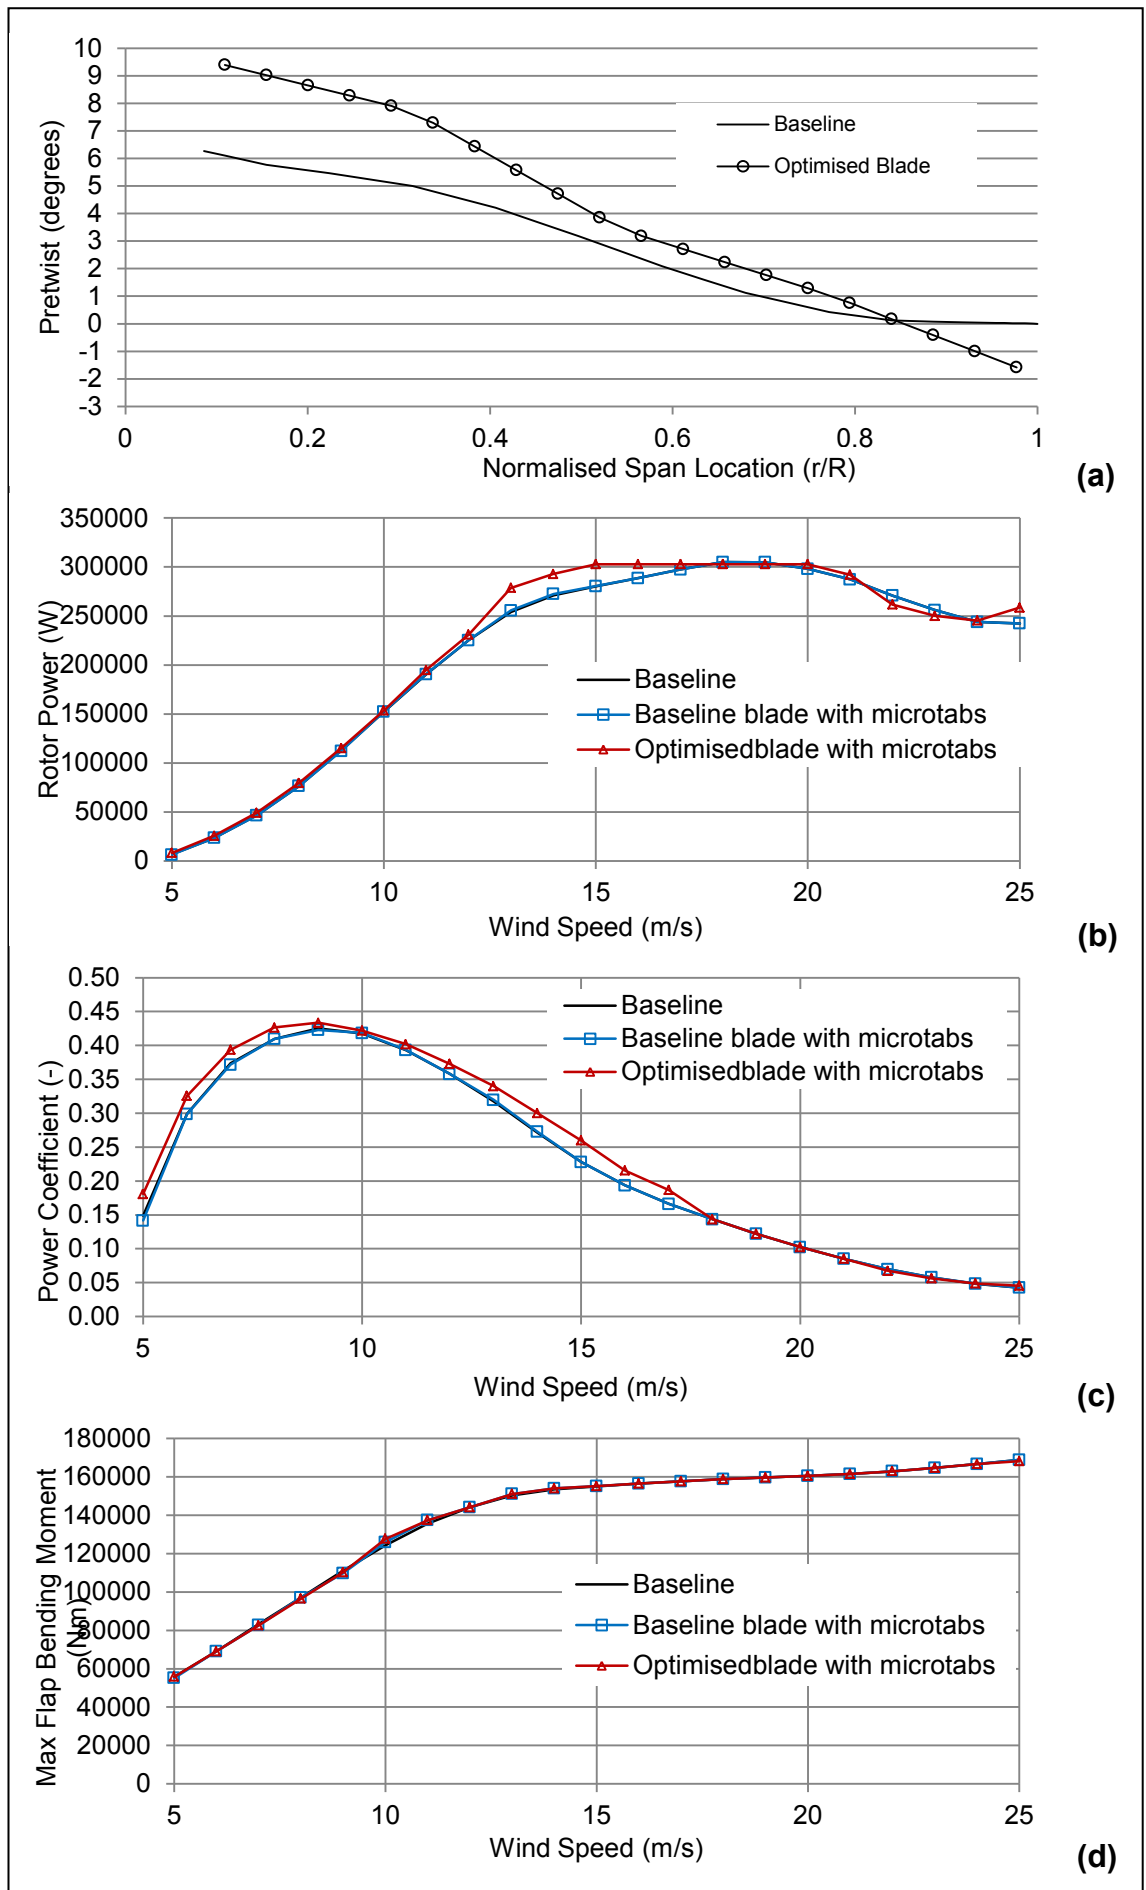 10
9
8
7
6
5
4
3
2
1
0
-1
-2
-3
Pretwist (degrees)
Baseline
Optimised Blade
0 0.2 0.4 0.6 0.8 1
Normalised Span Location (r/R)
(a)
350000
300000
250000
200000
150000
100000
50000
0
Rotor Power (W)
Baseline
Baseline blade with microtabs
Optimisedblade with microtabs
5 10 15 20 25
Wind Speed (m/s)
(b)
0.50
0.45
0.40
0.35
0.30
0.25
0.20
0.15
0.10
0.05
0.00
Power Coefficient (-)
Baseline
Baseline blade with microtabs
Optimisedblade with microtabs
5 10 15 20 25
Wind Speed (m/s)
(c)
180000
160000
140000
120000
100000
80000
60000
40000
20000
0
Max Flap Bending Moment
(Nm)
Baseline
Baseline blade with microtabs
Optimisedblade with microtabs
5 10 15 20 25
Wind Speed (m/s)
(d)